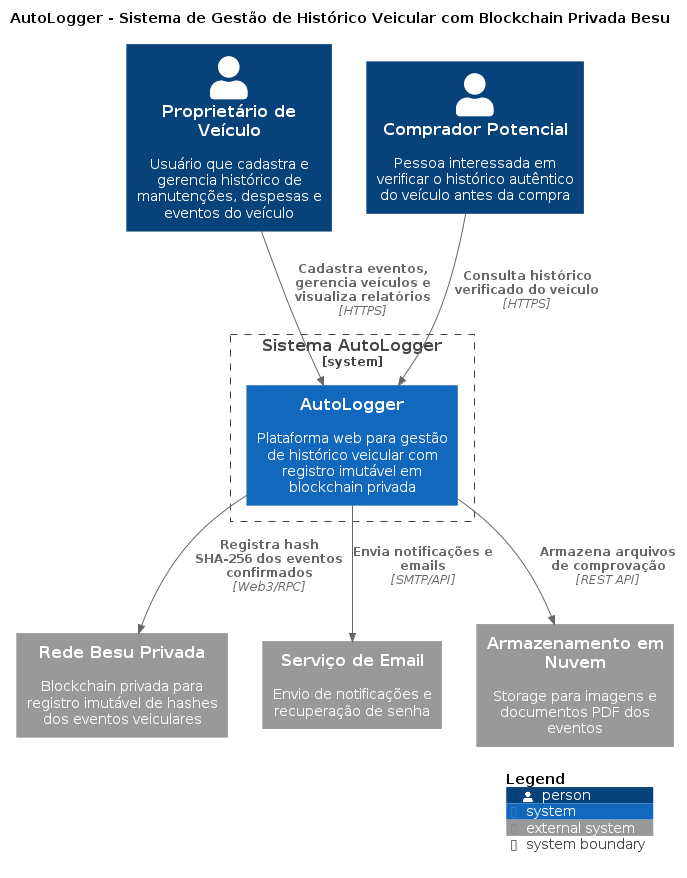 AutoLogger - Sistema de Gestão de Histórico Veicular com Blockchain Privada Besu
Proprietário de
Veículo
Usuário que cadastra e
gerencia histórico de
manutenções, despesas e
eventos do veículo
Comprador Potencial
Pessoa interessada em
verificar o histórico autêntico
do veículo antes da compra
Cadastra eventos,
gerencia veículos e
visualiza relatórios
[HTTPS]
Consulta histórico
verificado do veículo
[HTTPS]
Sistema AutoLogger
[system]
AutoLogger
Plataforma web para gestão
de histórico veicular com
registro imutável em
blockchain privada
Registra hash
SHA-256 dos eventos
confirmados
[Web3/RPC]
Envia notificações e
emails
[SMTP/API]
Armazena arquivos
de comprovação
[REST API]
Rede Besu Privada
Blockchain privada para
registro imutável de hashes
dos eventos veiculares
Serviço de Email
Envio de notificações e
recuperação de senha
Armazenamento em
Nuvem
Storage para imagens e
documentos PDF dos
eventos
Legend
person
system
external system
system boundary